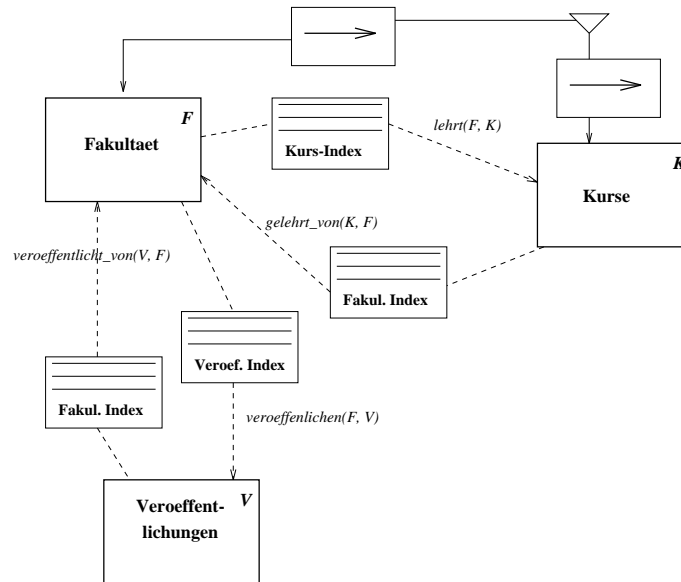 F
Fakultaet
Kurs-Index
lehrt(F, K)
K
Kurse
gelehrt_von(K, F)
veroeffentlicht_von(V, F)
Fakul. Index
Veroef. Index
Fakul. Index
veroeffenlichen(F, V)
V
Veroeffent-
lichungen